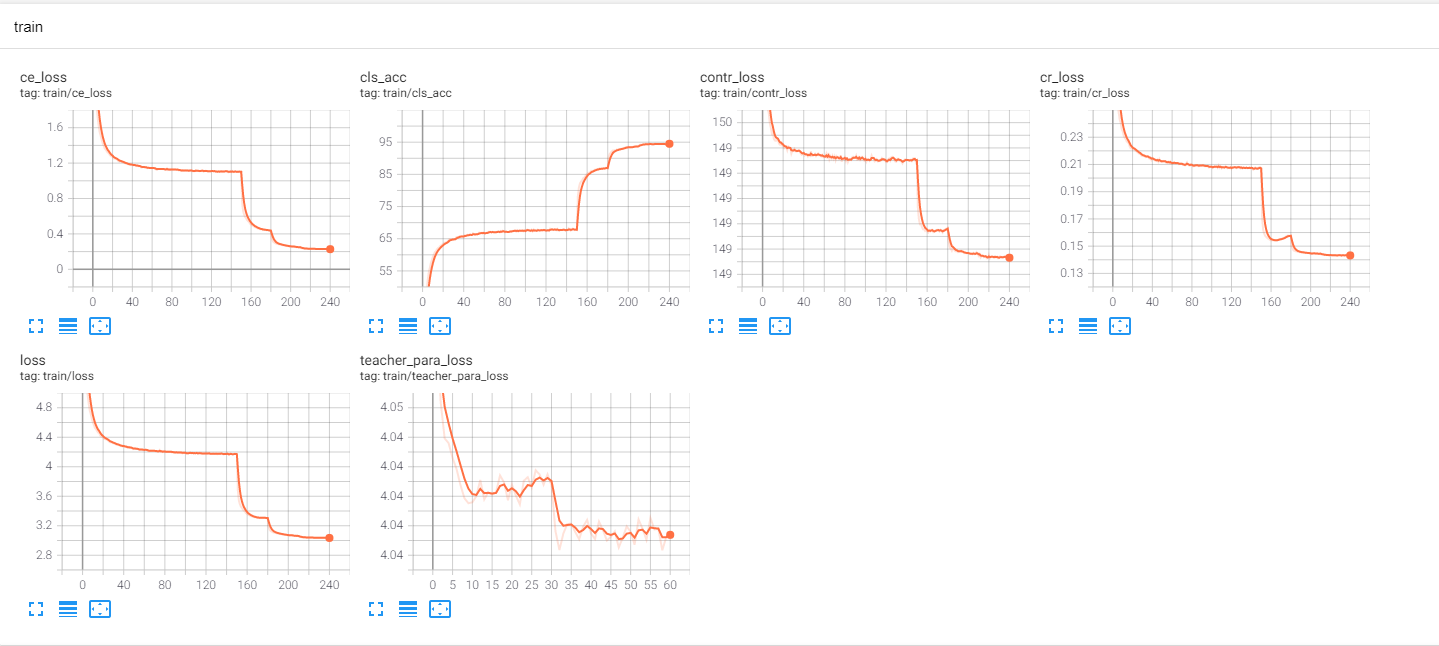 train
ce_loss
tag: train/ce_loss
1.6
1.2
0.8
0.4
0
0 40 80 120 160 200 240
cls_acc
tag: train/cls_acc
95
85
75
65
55
0 40 80 120 160 200 240
contr_loss
tag: train/contr_loss
150
149
149
149
149
149
149
0 40 80 120 160 200 240
cr_loss
tag: train/cr_loss
0.23
0.21
0.19
0.17
0.15
0.13
0 40 80 120 160 200 240
loss
tag: train/loss
4.8
4.4
4
3.6
3.2
2.8
0 40 80 120 160 200 240
teacher_para_loss
tag: train/teacher_para_loss
4.05
4.04
4.04
4.04
4.04
4.04
0 5 10 15 20 25 30 35 40 45 50 55 60